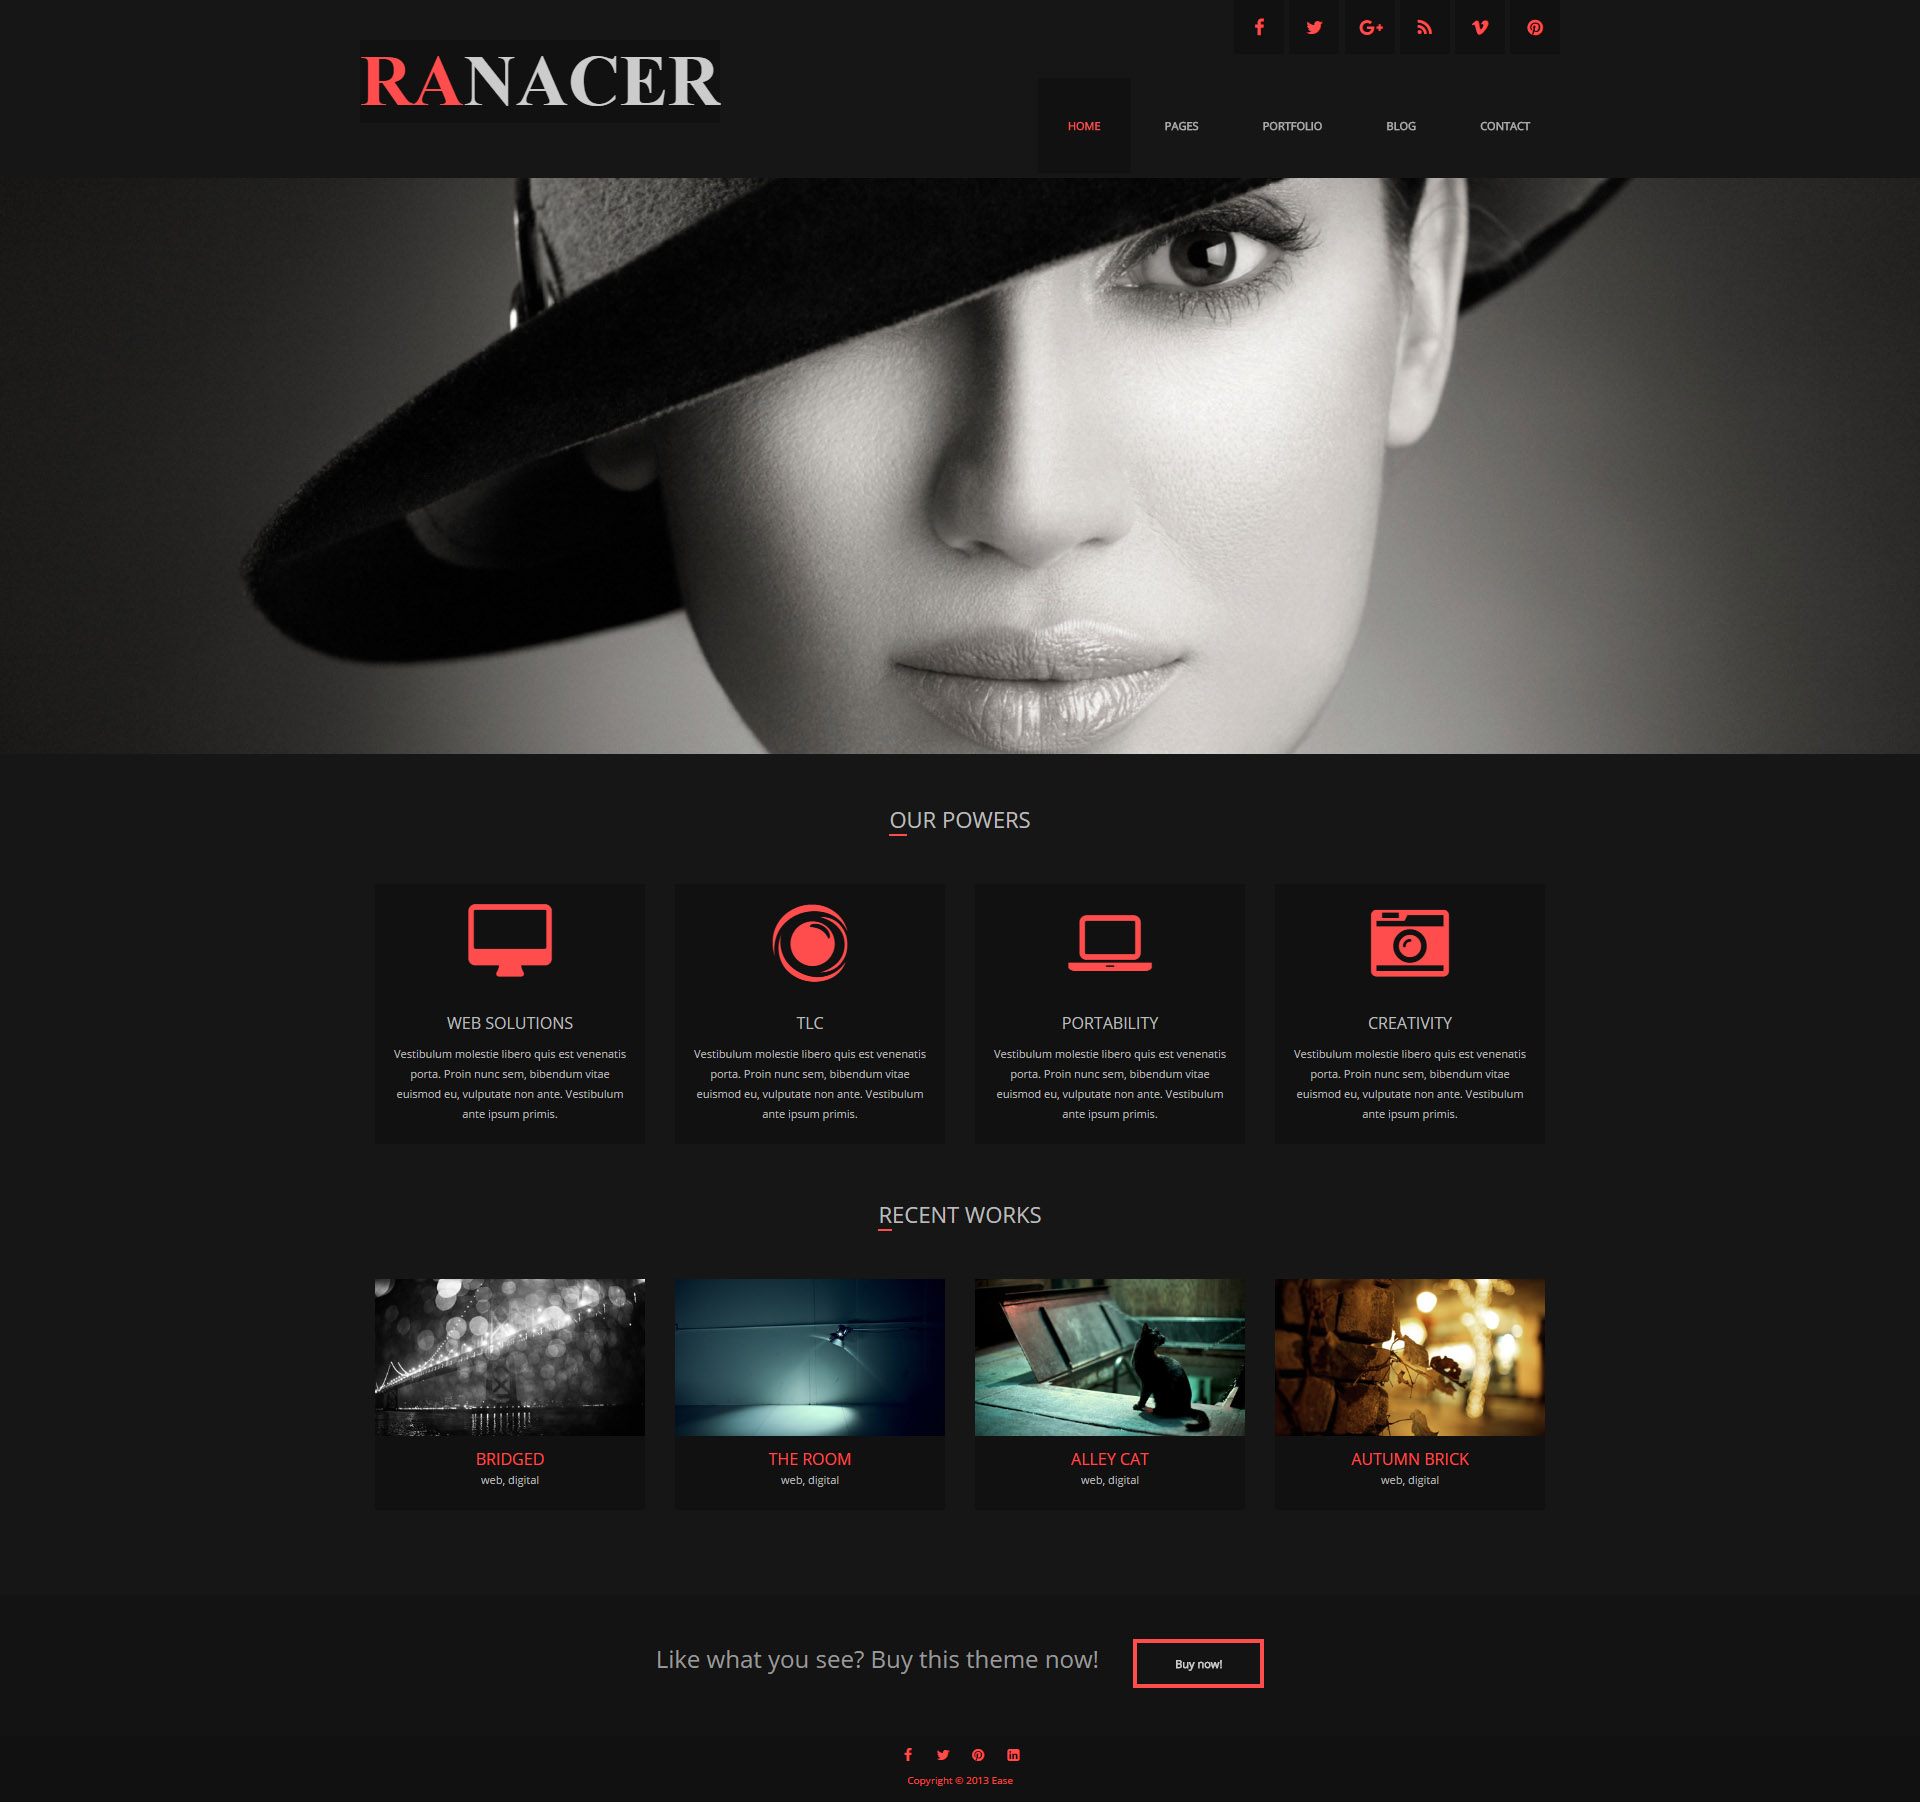 RANACER
HOME PAGES PORTFOLIO BLOG CONTACT
OUR POWERS
WEB SOLUTIONS
Vestibulum molestie libero quis est venenatis
porta. Proin nunc sem, bibendum vitae
euismod eu, vulputate non ante. Vestibulum
ante ipsum primis.
TLC
Vestibulum molestie libero quis est venenatis
porta. Proin nunc sem, bibendum vitae
euismod eu, vulputate non ante. Vestibulum
ante ipsum primis.
PORTABILITY
Vestibulum molestie libero quis est venenatis
porta. Proin nunc sem, bibendum vitae
euismod eu, vulputate non ante. Vestibulum
ante ipsum primis.
CREATIVITY
Vestibulum molestie libero quis est venenatis
porta. Proin nunc sem, bibendum vitae
euismod eu, vulputate non ante. Vestibulum
ante ipsum primis.
RECENT WORKS
BRIDGED
web, digital
THE ROOM
web, digital
ALLEY CAT
web, digital
AUTUMN BRICK
web, digital
Like what you see? Buy this theme now!
Buy now!
Copyright © 2013 Ease